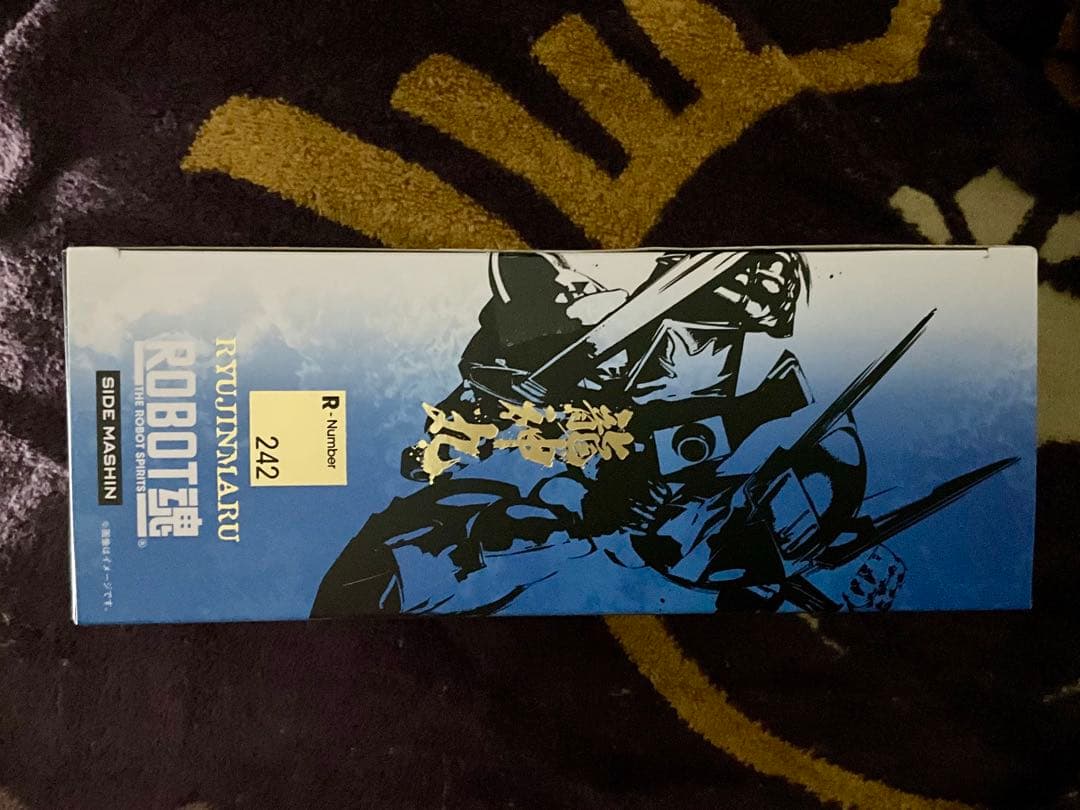 龍神丸
R-Number
242
RYUJINMARU
ROBOT魂
THE ROBOT SPIRITS
®
SIDE MASHIN
※画像はイメージです。